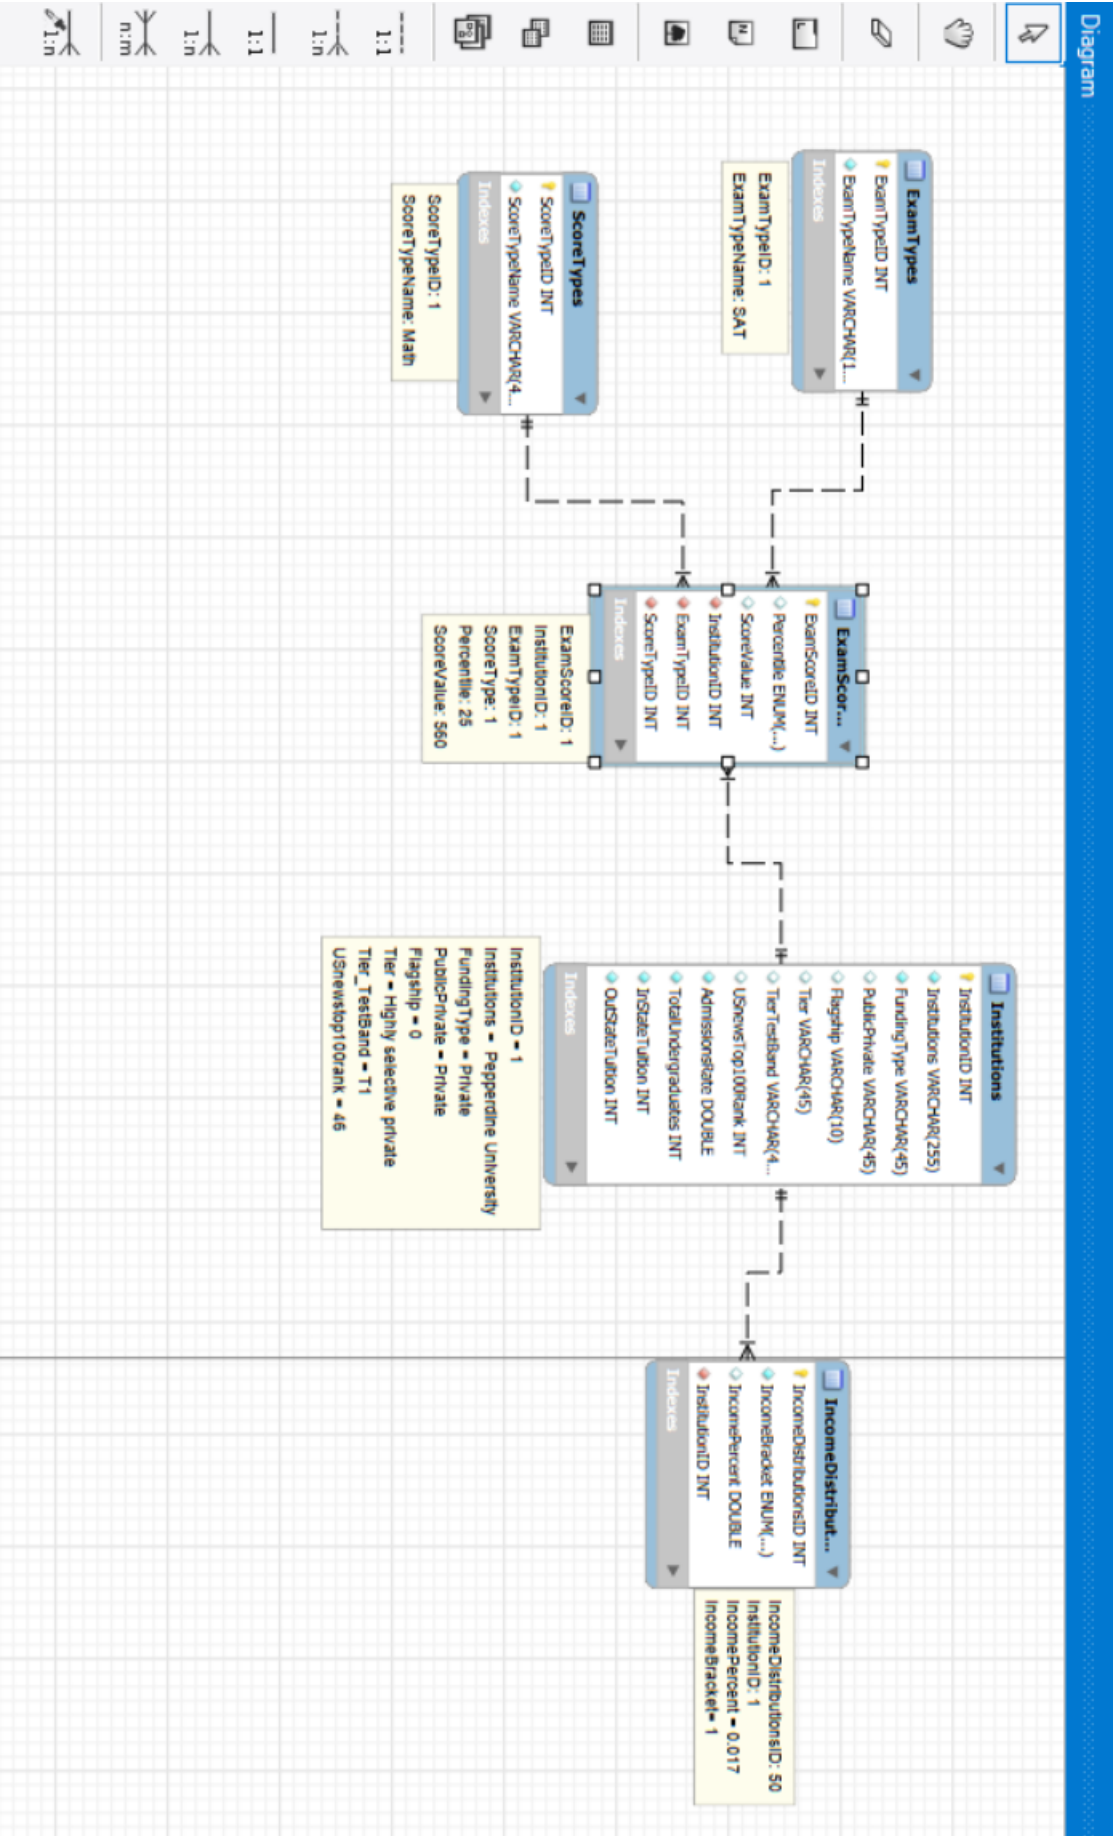 Diagram
1:1
1:n
1:1
1:n
n:m
1:n
ExamTypes
ExamTypeID INT
ExamTypeName VARCHAR(1...
Indexes
ExamTypeID: 1
ExamTypeName: SAT
ScoreTypes
ScoreTypeID INT
ScoreTypeName VARCHAR(4...
Indexes
ScoreTypeID: 1
ScoreTypeName: Math
ExamScor...
ExamScoreID INT
Percentile ENUM(...)
ScoreValue INT
InstitutionID INT
ExamTypeID INT
ScoreTypeID INT
Indexes
ExamScoreID: 1
InstitutionID: 1
ExamTyperID: 1
ScoreType: 1
Percentile: 25
ScoreValue: 560
Institutions
InstitutionID INT
Institutions VARCHAR(255)
FundingType VARCHAR(45)
PublicPrivate VARCHAR(45)
Flagship VARCHAR(10)
Tier VARCHAR(45)
TierTestBand VARCHAR(4...
USnewsTop100Rank INT
AdmissionsRate DOUBLE
TotalUndergraduates INT
InStateTuition INT
OutStateTuition INT
Indexes
InstitutionID = 1
Institutions = Pepperdine University
FundingType = Private
PublicPrivate = Private
Flagship = 0
Tier = Highly selective private
Tier_TestBand = T1
USnewtop100rank = 46
IncomeDistribut...
IncomeDistributionsID INT
IncomeBracket ENUM(...)
IncomePercent DOUBLE
InstitutionID INT
Indexes
IncomeDistributionsID: 50
InstitutionID: 1
IncomePercent = 0.017
IncomeBracket= 1